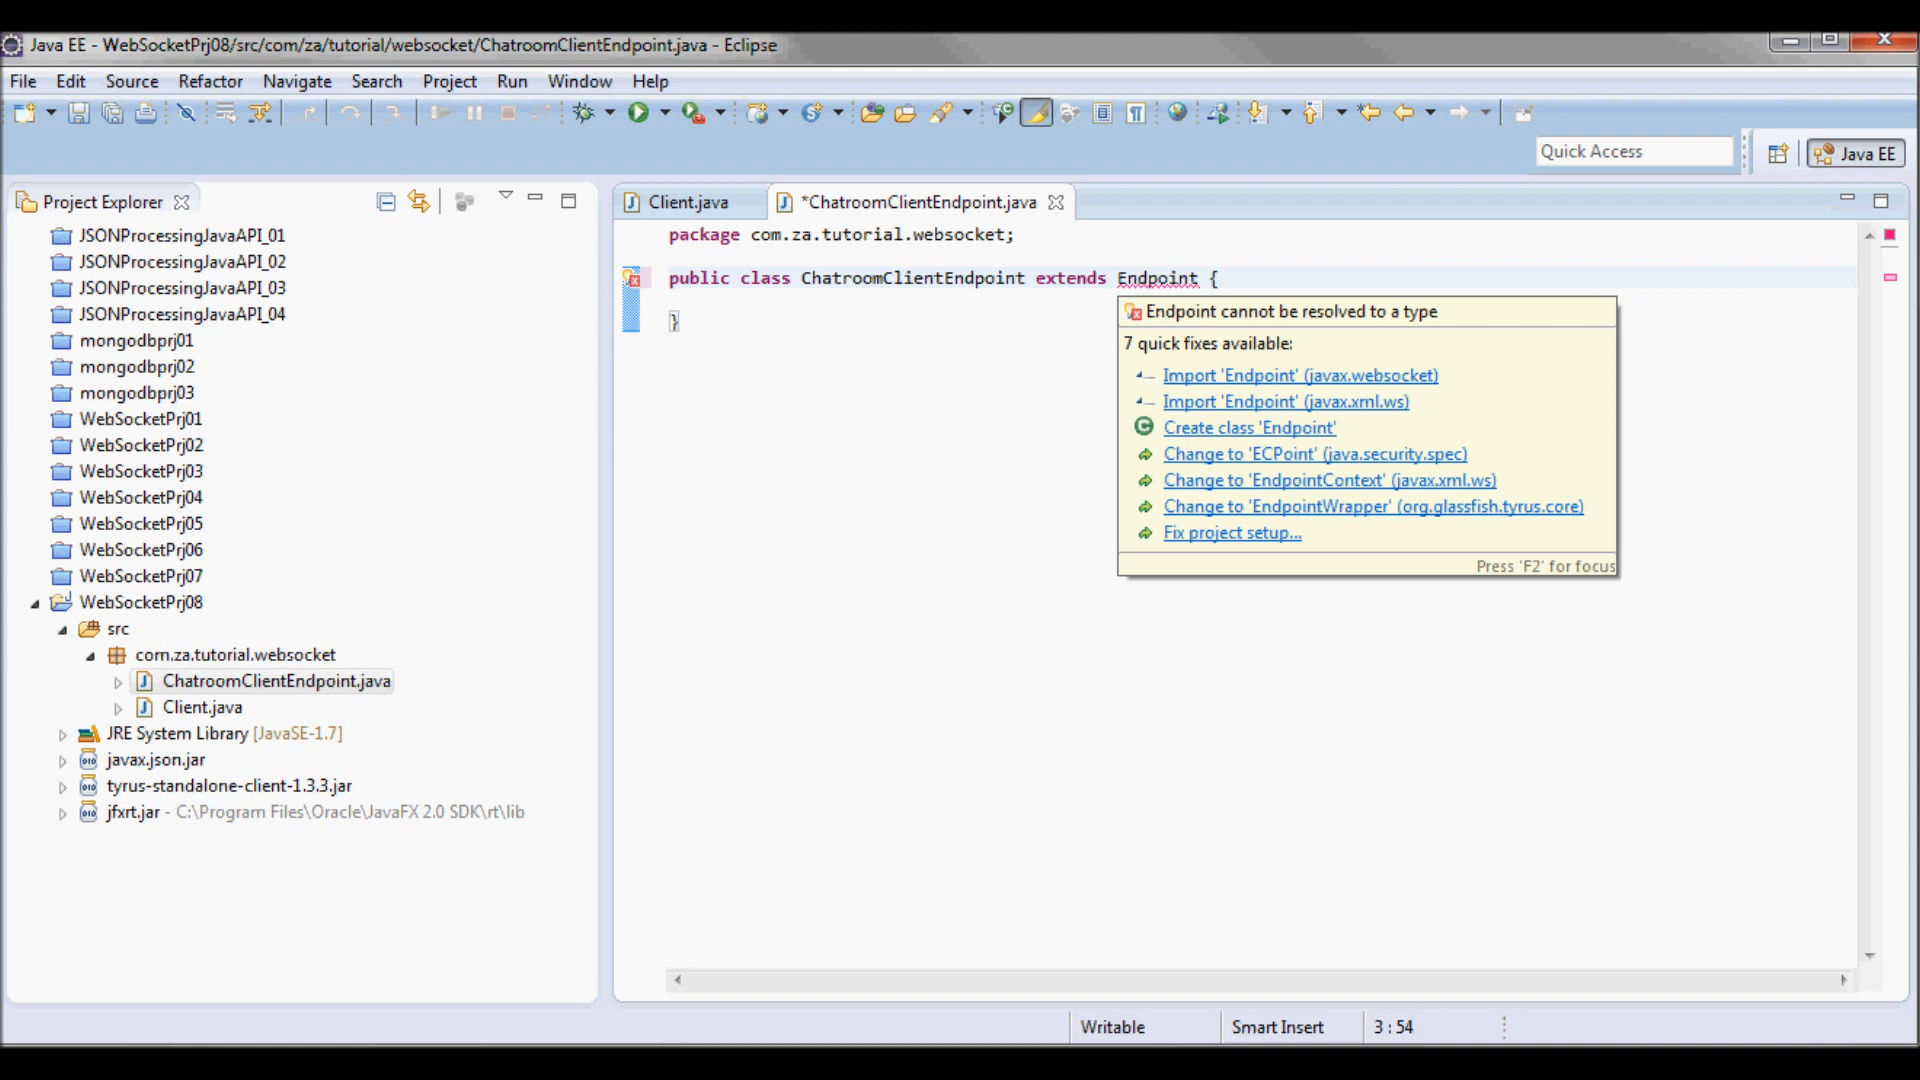 Java EE - WebSocketPrj08/src/com/za/tutorial/websocket/ChatroomClientEndpoint.java - Eclipse
File Edit Source Refactor Navigate Search Project Run Window Help
Quick Access
Java EE
Project Explorer
JSONProcessingJavaAPI_01
JSONProcessingJavaAPI_02
JSONProcessingJavaAPI_03
JSONProcessingJavaAPI_04
mongodbprj01
mongodbprj02
mongodbprj03
WebSocketPrj01
WebSocketPrj02
WebSocketPrj03
WebSocketPrj04
WebSocketPrj05
WebSocketPrj06
WebSocketPrj07
WebSocketPrj08
src
com.za.tutorial.websocket
ChatroomClientEndpoint.java
Client.java
JRE System Library [JavaSE-1.7]
javax.json.jar
tyrus-standalone-client-1.3.3.jar
jfxrt.jar - C:\Program Files\Oracle\JavaFX 2.0 SDK\rt\lib
Client.java
*ChatroomClientEndpoint.java
package com.za.tutorial.websocket;
public class ChatroomClientEndpoint extends Endpoint {
}
Endpoint cannot be resolved to a type
7 quick fixes available:
Import 'Endpoint' (javax.websocket)
Import 'Endpoint' (javax.xml.ws)
Create class 'Endpoint'
Change to 'ECPoint' (java.security.spec)
Change to 'EndpointContext' (javax.xml.ws)
Change to 'EndpointWrapper' (org.glassfish.tyrus.core)
Fix project setup...
Press 'F2' for focus
Writable
Smart Insert
3 : 54